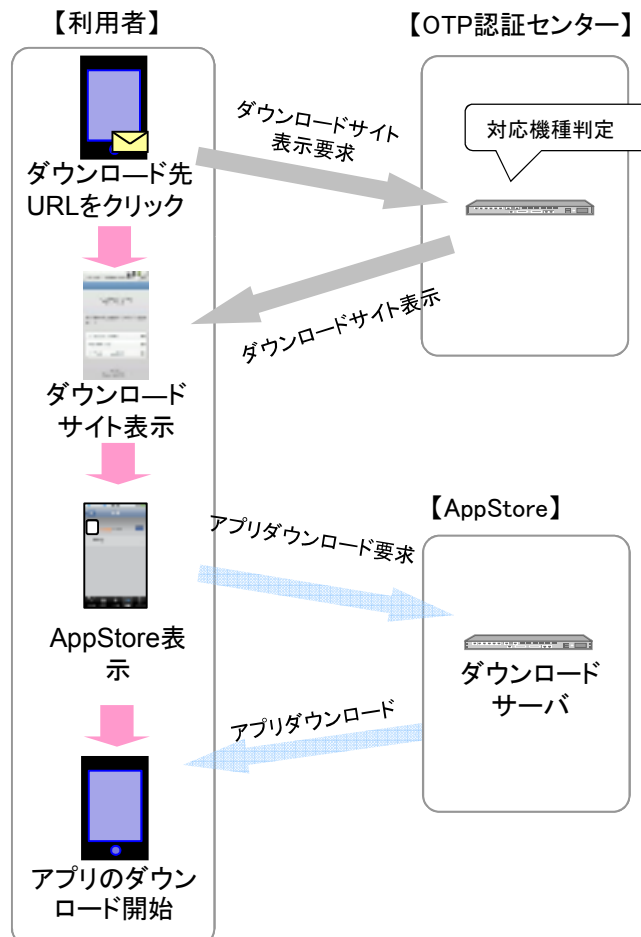 【利用者】
【OTP認証センター】
ダウンロードサイト
表示要求
対応機種判定
ダウンロード先
URLをクリック
ダウンロードサイト表示
ダウンロード
サイト表示
【AppStore】
アプリダウンロード要求
AppStore表
示
ダウンロード
サーバ
アプリダウンロード
アプリのダウン
ロード開始